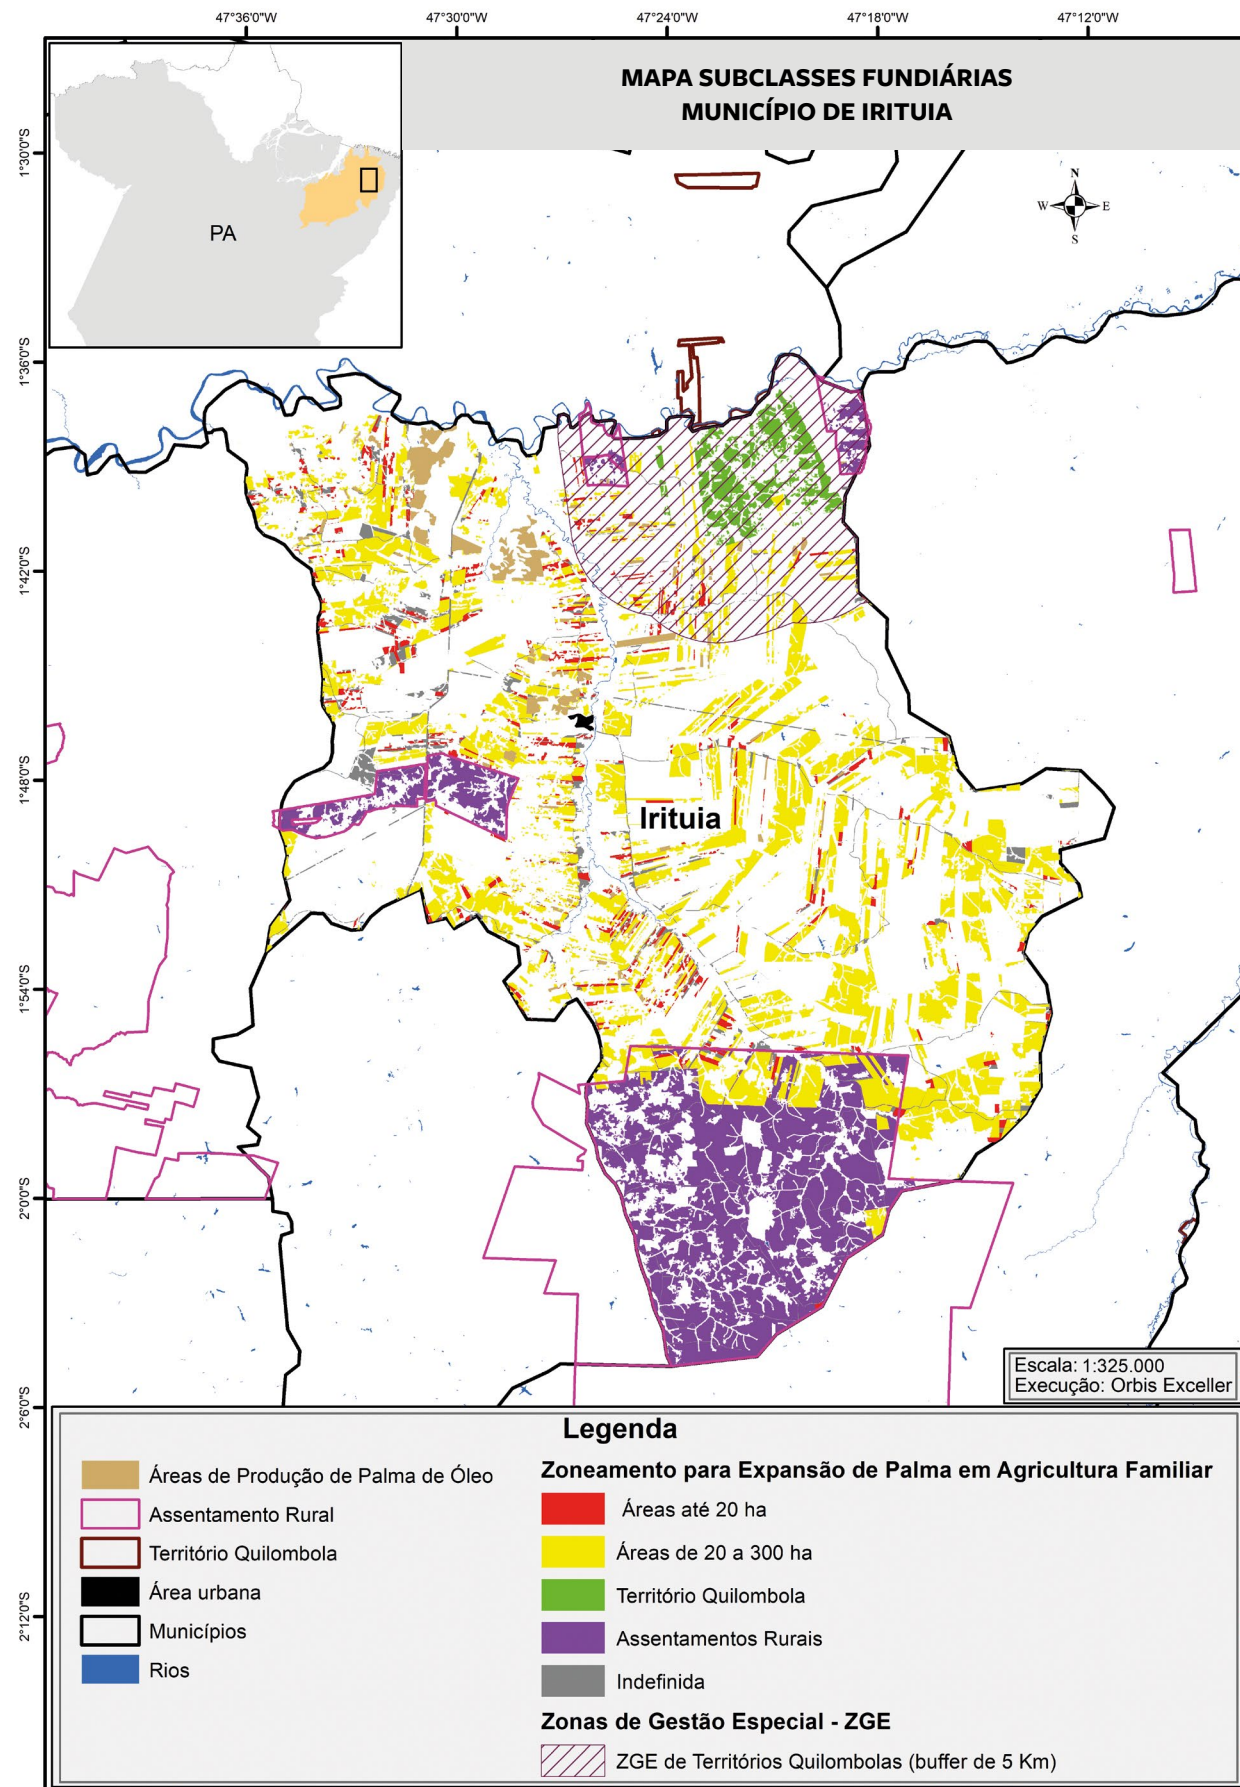 47°36'0"W
47°30'0"W
47°24'0"W
47°18'0"W
47°12'0"W
MAPA SUBCLASSES FUNDIÁRIAS
MUNICÍPIO DE IRITUIA
PA
N
W
E
S
1°30'0"S
1°36'0"S
1°42'0"S
1°48'0"S
1°54'0"S
2°0'0"S
2°6'0"S
2°12'0"S
Irituia
Escala: 1:325.000
Execução: Orbis Exceller
Legenda
Áreas de Produção de Palma de Óleo
Assentamento Rural
Território Quilombola
Área urbana
Municípios
Rios
Zoneamento para Expansão de Palma em Agricultura Familiar
Áreas até 20 ha
Áreas de 20 a 300 ha
Território Quilombola
Assentamentos Rurais
Indefinida
Zonas de Gestão Especial - ZGE
ZGE de Territórios Quilombolas (buffer de 5 Km)